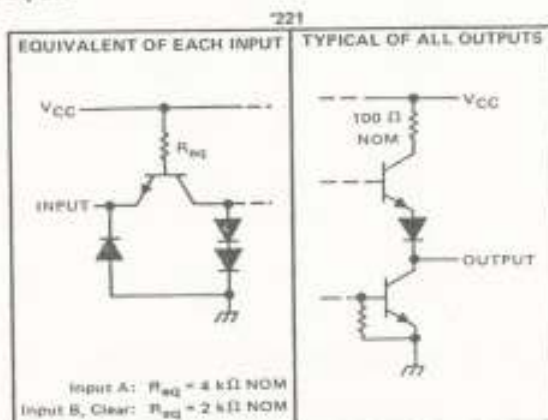 '221
EQUIVALENT OF EACH INPUT
VCC
Req
INPUT
Input A: Req = 4 kΩ NOM
Input B, Clear: Req = 2 kΩ NOM
TYPICAL OF ALL OUTPUTS
VCC
100 Ω
NOM
OUTPUT